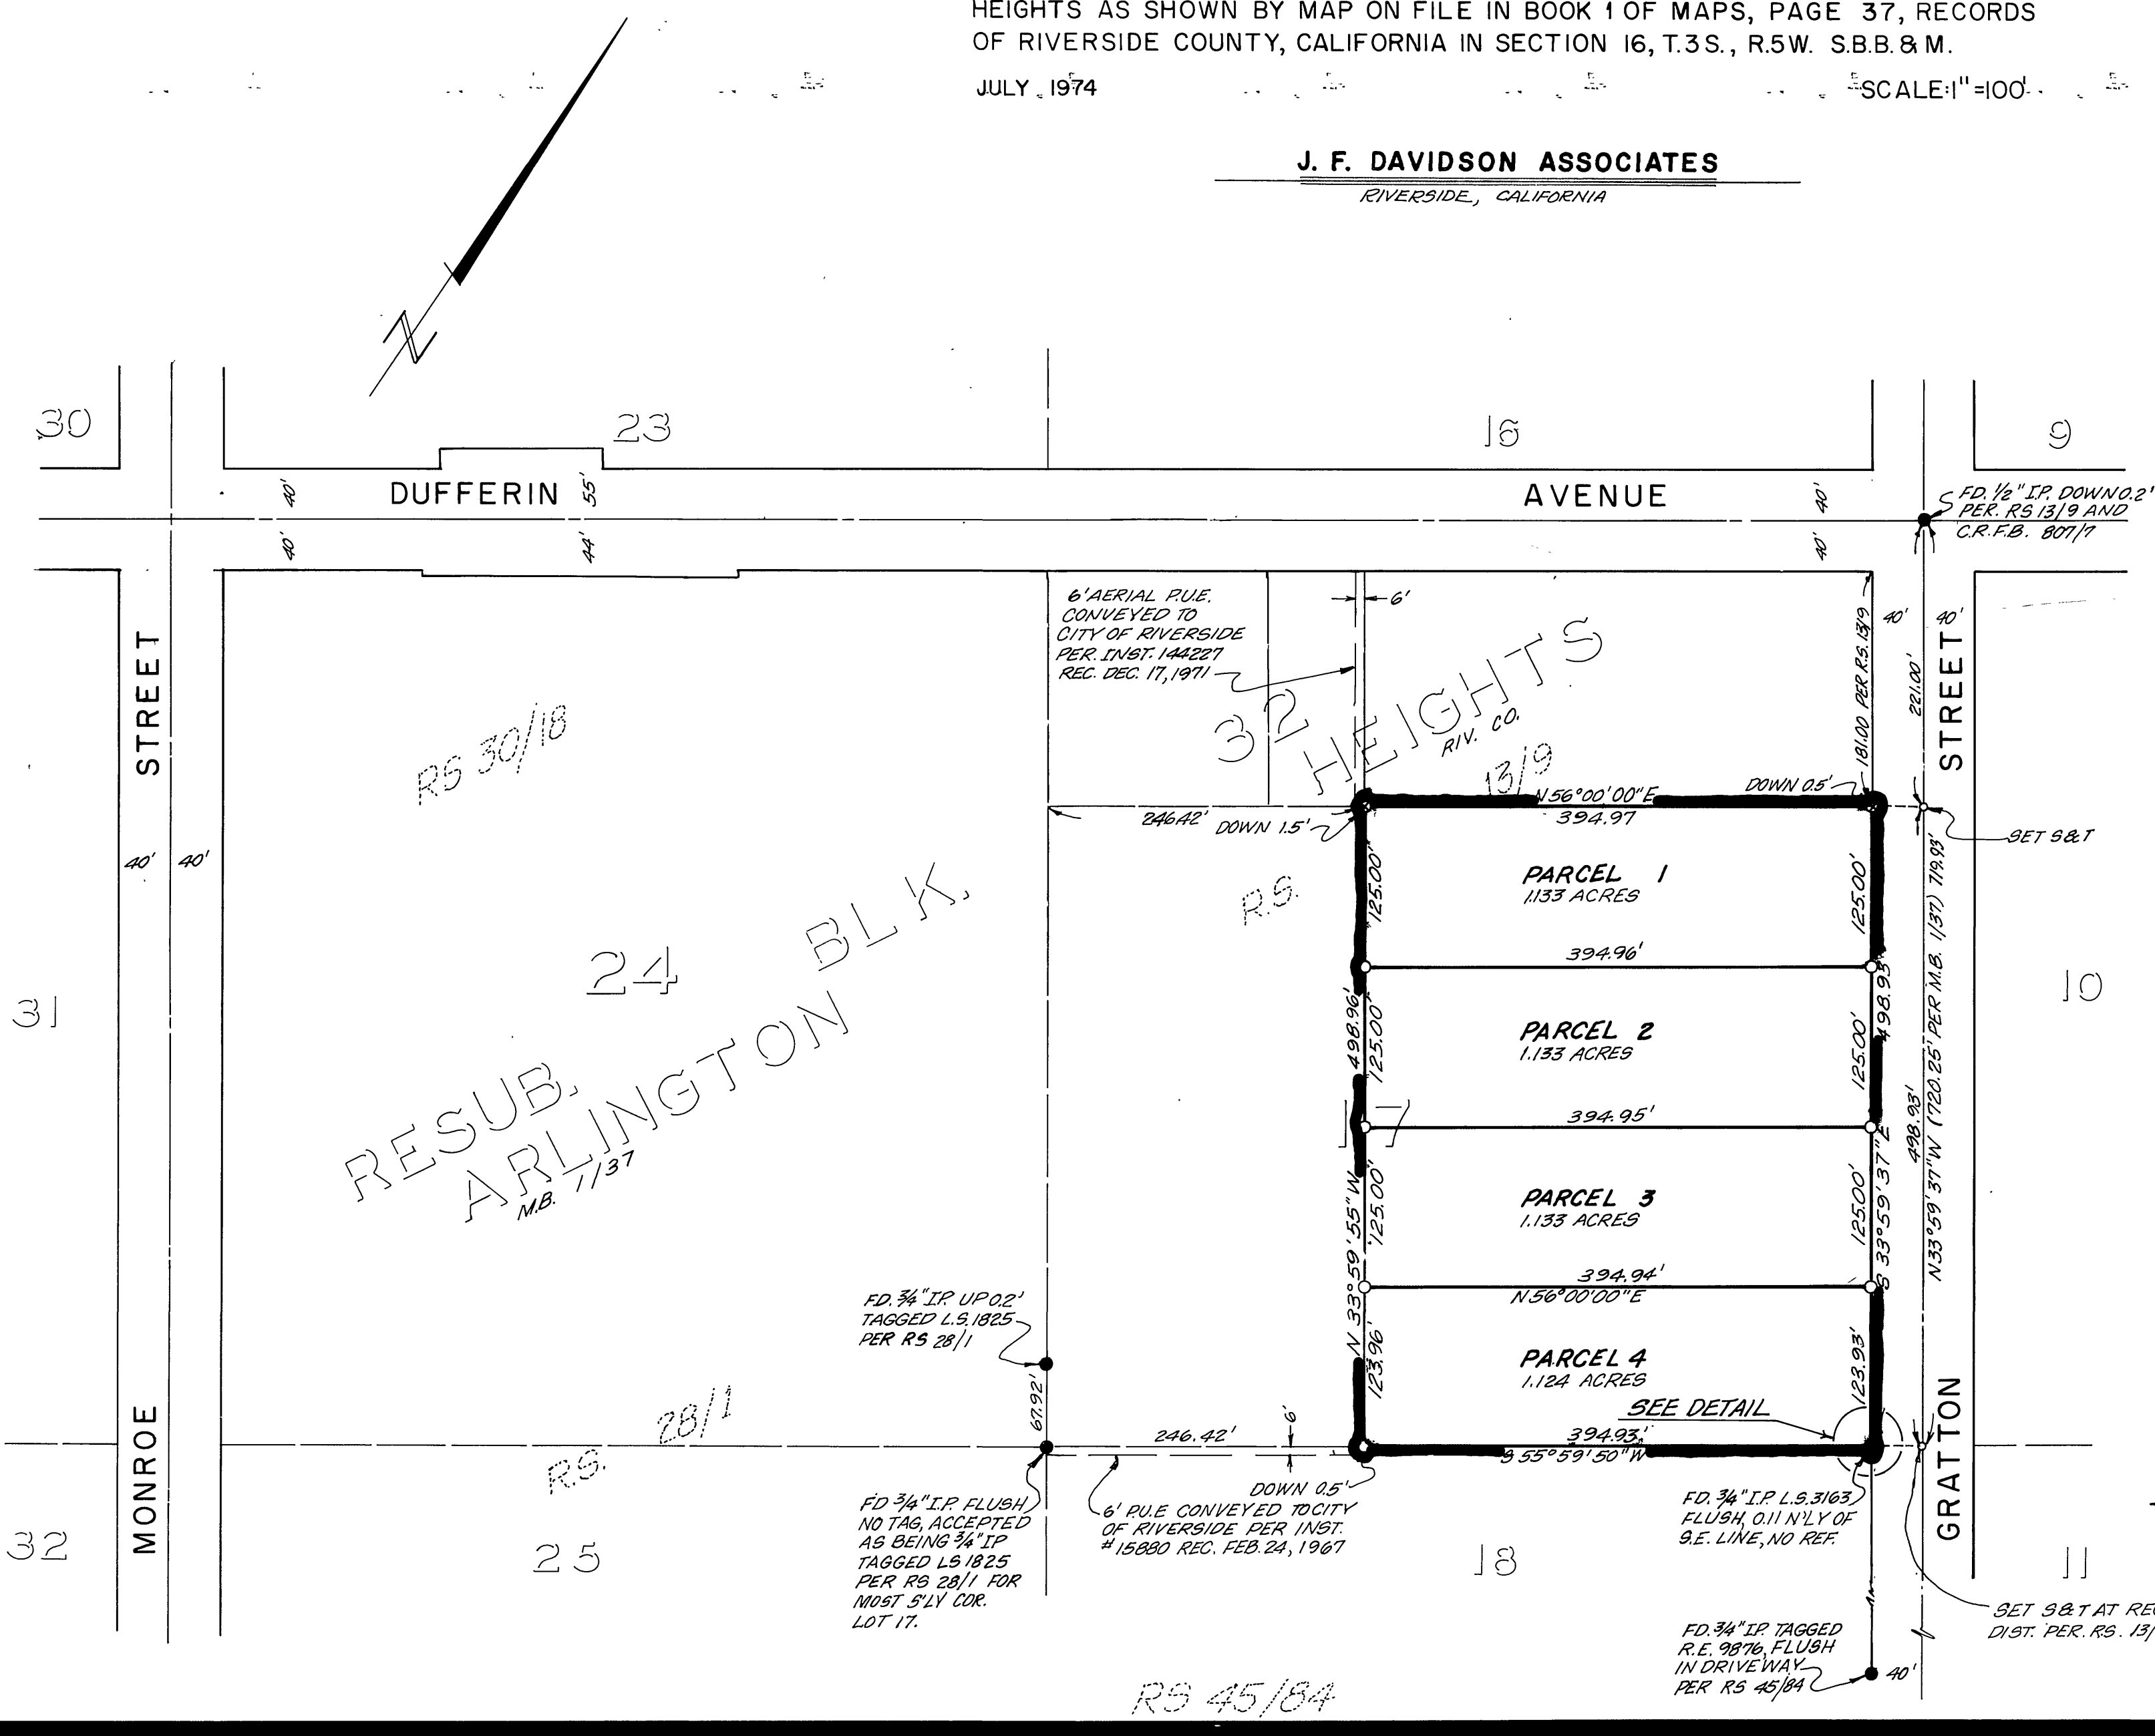 HEIGHTS AS SHOWN BY MAP ON FILE IN BOOK 1 OF MAPS, PAGE 37, RECORDS
OF RIVERSIDE COUNTY, CALIFORNIA IN SECTION 16, T.3S., R.5W. S.B.B.&M.
JULY 1974
SCALE:1"=100'
J. F. DAVIDSON ASSOCIATES
RIVERSIDE, CALIFORNIA
N
30
23
16
9
DUFFERIN
AVENUE
40'
55'
40'
40'
44'
40'
FD. 1/2" I.P. DOWN 0.2'
PER. RS 13/9 AND
C.R.F.B. 807/7
6' AERIAL P.U.E.
CONVEYED TO
CITY OF RIVERSIDE
PER. INST. 144227
REC. DEC. 17, 1971
6'
181.00 PER R.S. 13/9
40'
40'
221.00'
STREET
STREET
RS 30/18
32
HEIGHTS
RIV. CO.
13/9
N 56°00'00"E
394.97
DOWN 0.5'
246.42'
DOWN 1.5'
SET S&T
40'
40'
R.S.
125.00'
PARCEL 1
1.133 ACRES
125.00'
394.96'
24
RESUB.
ARLINGTON
BLK.
M.B. 1/37
31
10
498.96'
125.00'
PARCEL 2
1.133 ACRES
125.00'
498.93'
394.95'
17
498.93'
N33°59'37"W (720.25' PER M.B. 1/37) 719.93'
N 33°59'55"W
125.00'
PARCEL 3
1.133 ACRES
125.00'
S 33°59'37"E
394.94'
N 56°00'00"E
FD. 3/4" I.P. UP 0.2'
TAGGED L.S. 1825
PER RS 28/1
67.92'
123.96'
PARCEL 4
1.124 ACRES
123.93'
SEE DETAIL
394.93'
S 55°59'50"W
R.S. 28/1
246.42'
6'
DOWN 0.5'
MONROE
GRATTON
FD 3/4" I.P. FLUSH,
NO TAG, ACCEPTED
AS BEING 3/4" IP
TAGGED LS 1825
PER RS 28/1 FOR
MOST S'LY COR.
LOT 17.
6' P.U.E CONVEYED TO CITY
OF RIVERSIDE PER INST.
#15880 REC. FEB. 24, 1967
FD. 3/4" I.P. L.S. 3163
FLUSH, 0.11 N'LY OF
S.E. LINE, NO REF.
32
25
18
11
SET S&T AT
DIST. PER. RS.
FD. 3/4" I.P. TAGGED
R.E. 9876, FLUSH
IN DRIVEWAY
PER RS 45/84
40'
RS 45/84